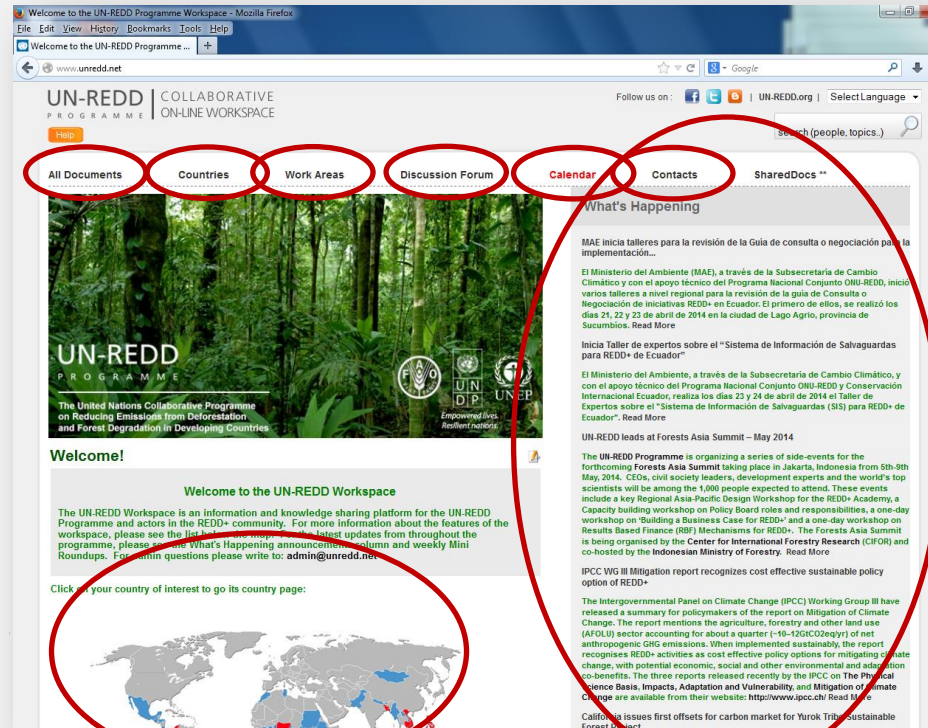 Welcome to the UN-REDD Programme Workspace - Mozilla Firefox
File Edit View History Bookmarks Tools Help
Welcome to the UN-REDD Programme ... +
www.unredd.net
Google
UN-REDD
PROGRAMME
COLLABORATIVE
ON-LINE WORKSPACE
Follow us on : | UN-REDD.org | Select Language
Help
search (people, topics..)
All Documents Countries Work Areas Discussion Forum Calendar Contacts SharedDocs **
UN-REDD
PROGRAMME
The United Nations Collaborative Programme
on Reducing Emissions from Deforestation
and Forest Degradation in Developing Countries
FAO
UN
DP
Empowered lives.
Resilient nations.
UNEP
Welcome!
Welcome to the UN-REDD Workspace
The UN-REDD Workspace is an information and knowledge sharing platform for the UN-REDD
Programme and actors in the REDD+ community. For more information about the features of the
workspace, please see the list below the map. For the latest updates from throughout the
programme, please see the What's Happening announcement column and weekly Mini
Roundups. For admin questions please write to: admin@unredd.net
Click on your country of interest to go its country page:
What's Happening
MAE inicia talleres para la revisión de la Guía de consulta o negociación para la
implementación...
El Ministerio del Ambiente (MAE), a través de la Subsecretaría de Cambio
Climático y con el apoyo técnico del Programa Nacional Conjunto ONU-REDD, inició
varios talleres a nivel regional para la revisión de la guía de Consulta o
Negociación de iniciativas REDD+ en Ecuador. El primero de ellos, se realizó los
días 21, 22 y 23 de abril de 2014 en la ciudad de Lago Agrio, provincia de
Sucumbios. Read More
Inicia Taller de expertos sobre el “Sistema de Información de Salvaguardas
para REDD+ de Ecuador”
El Ministerio del Ambiente, a través de la Subsecretaría de Cambio Climático, y
con el apoyo técnico del Programa Nacional Conjunto ONU-REDD y Conservación
Internacional Ecuador, realiza los días 23 y 24 de abril de 2014 el Taller de
Expertos sobre el "Sistema de Información de Salvaguardas (SIS) para REDD+ de
Ecuador". Read More
UN-REDD leads at Forests Asia Summit – May 2014
The UN-REDD Programme is organizing a series of side-events for the
forthcoming Forests Asia Summit taking place in Jakarta, Indonesia from 5th-9th
May, 2014. CEOs, civil society leaders, development experts and the world's top
scientists will be among the 1,000 people expected to attend. These events
include a key Regional Asia-Pacific Design Workshop for the REDD+ Academy, a
Capacity building workshop on Policy Board roles and responsibilities, a one-day
workshop on 'Building a Business Case for REDD+' and a one-day workshop on
Results Based Finance (RBF) Mechanisms for REDD+. The Forests Asia Summit
is being organised by the Center for International Forestry Research (CIFOR) and
co-hosted by the Indonesian Ministry of Forestry. Read More
IPCC WG III Mitigation report recognizes cost effective sustainable policy
option of REDD+
The Intergovernmental Panel on Climate Change (IPCC) Working Group III have
released a summary for policymakers of the report on Mitigation of Climate
Change. The report mentions the agriculture, forestry and other land use
(AFOLU) sector accounting for about a quarter (~10–12GtCO2eq/yr) of net
anthropogenic GHG emissions. When implemented sustainably, the report
recognises REDD+ activities as cost effective policy options for mitigating climate
change, with potential economic, social and other environmental and adaptation
co-benefits. The three reports released recently by the IPCC on The Physical
Science Basis, Impacts, Adaptation and Vulnerability, and Mitigation of Climate
Change are available from their website: http://www.ipcc.ch/ Read More
California issues first offsets for carbon market for Yurok Tribe Sustainable
Forest Project